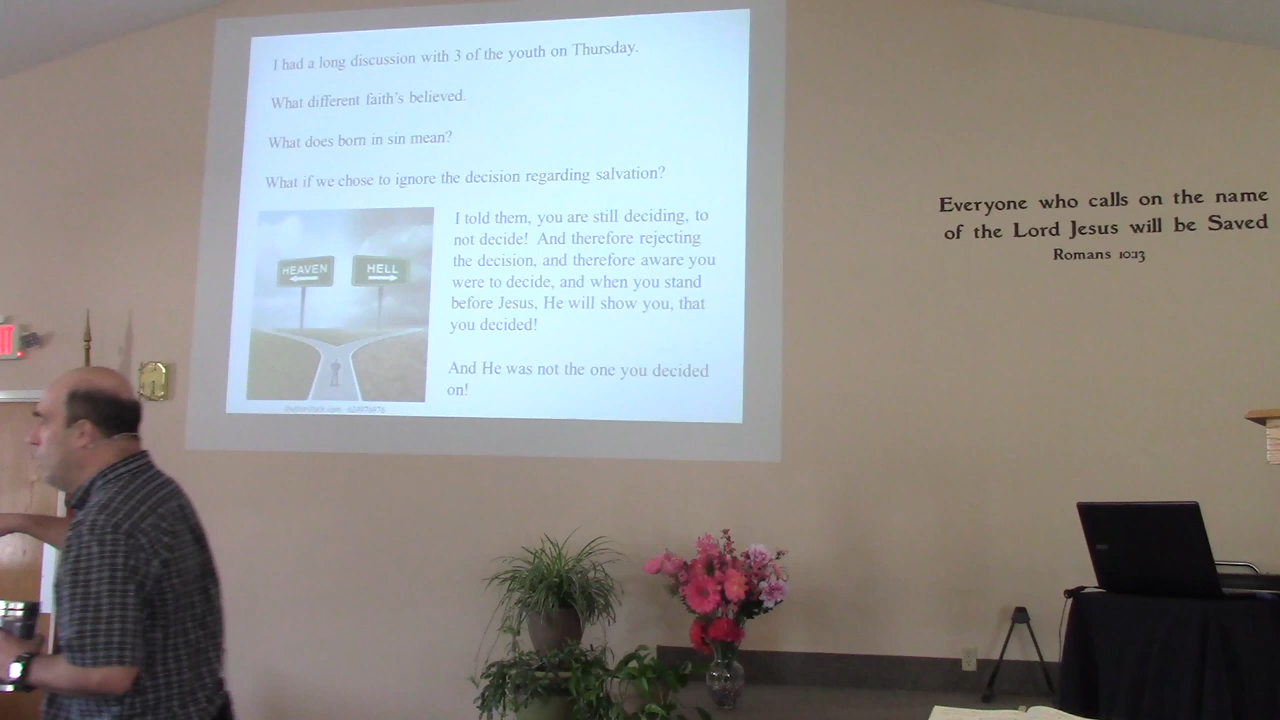 I had a long discussion with 3 of the youth on Thursday.
What different faith's believed.
What does born in sin mean?
What if we chose to ignore the decision regarding salvation?
HEAVEN
HELL
I told them, you are still deciding, to
not decide! And therefore rejecting
the decision, and therefore aware you
were to decide, and when you stand
before Jesus, He will show you, that
you decided!
And He was not the one you decided
on!
Everyone who calls on the name
of the Lord Jesus will be Saved
Romans 10:13